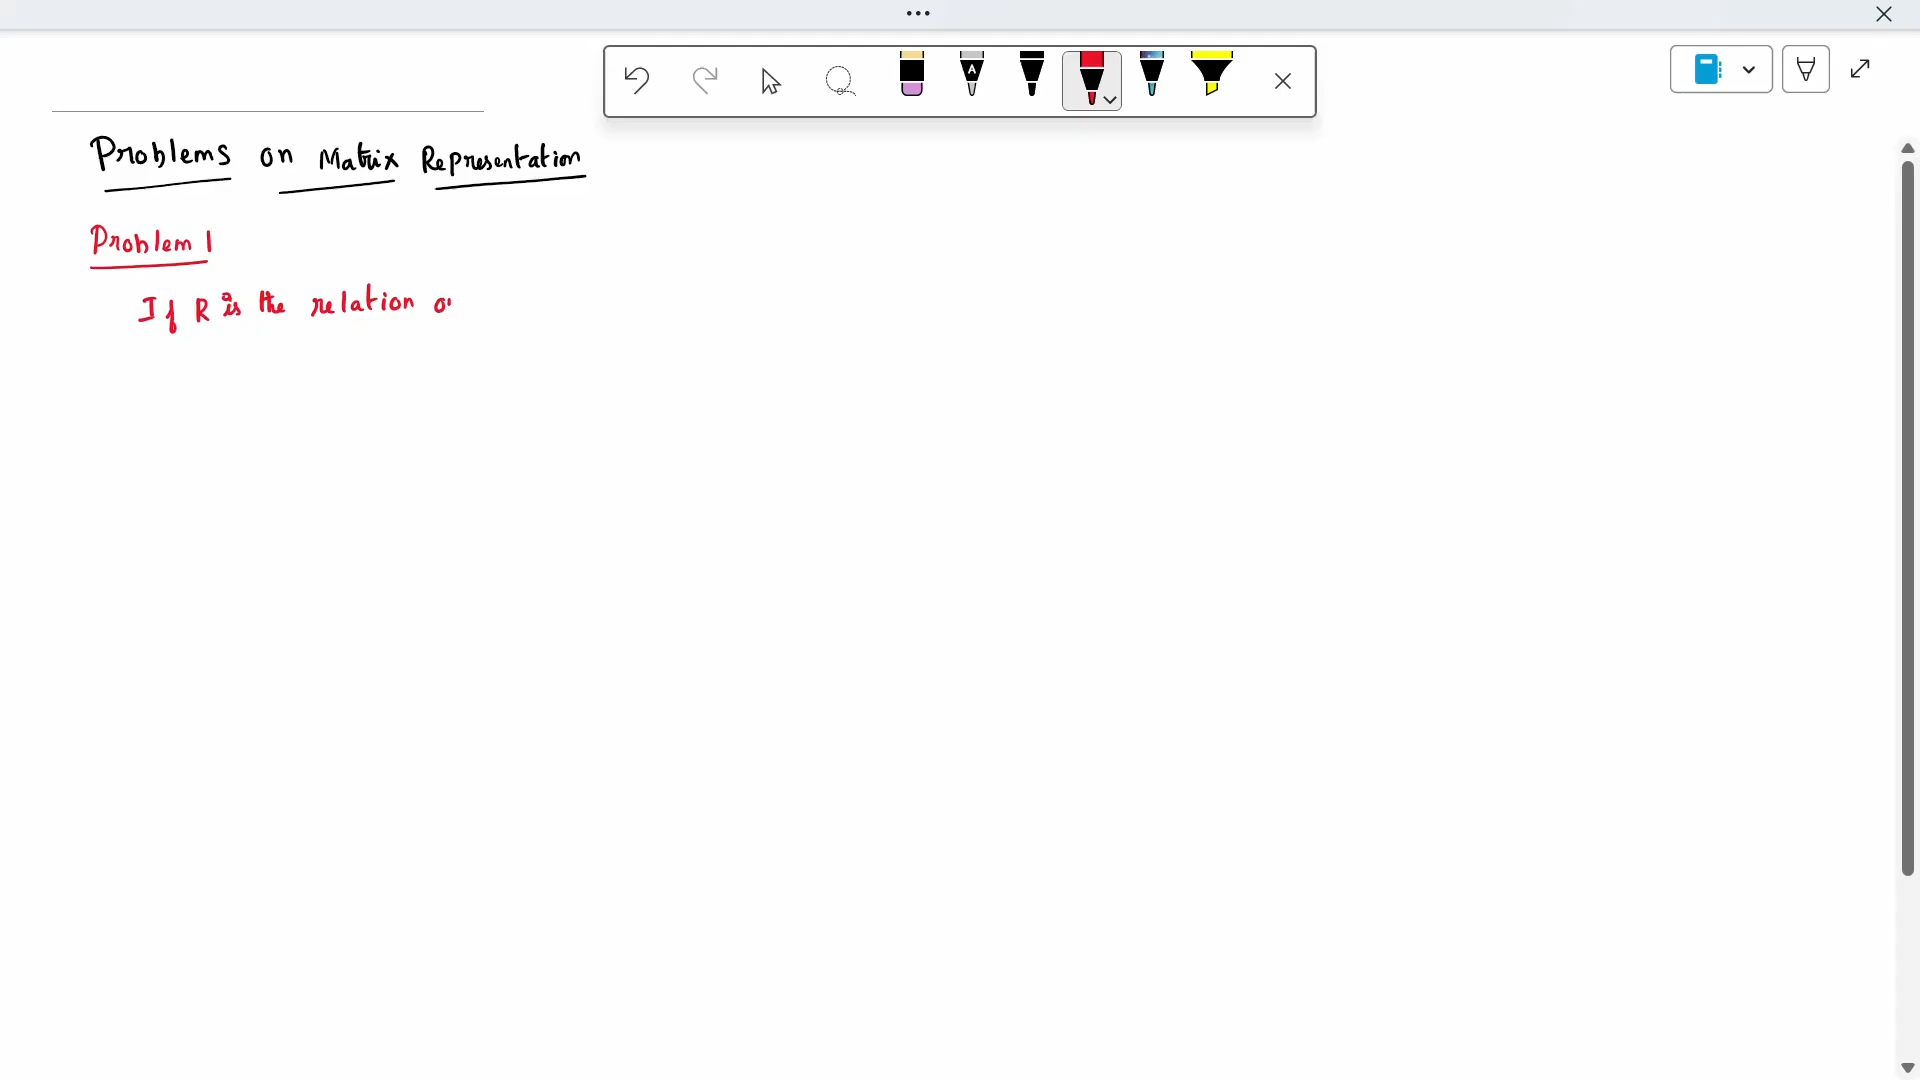 Problems on Matrix Representation
Problem 1
If R is the relation